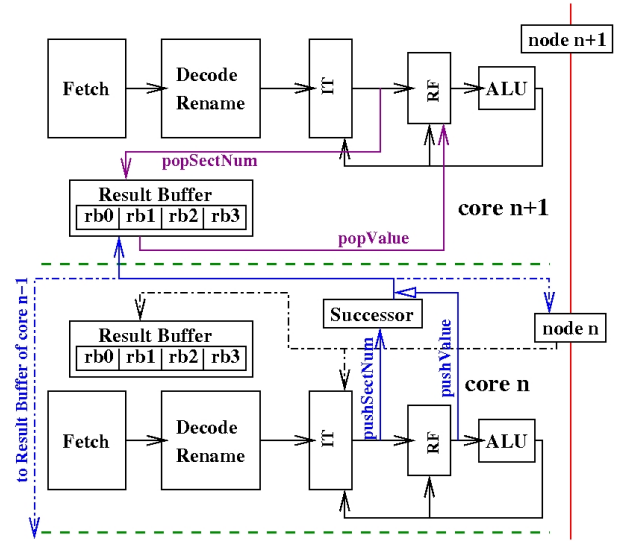 node n+1
Fetch
Decode
Rename
IT
RF
ALU
popSectNum
Result Buffer
rb0 rb1 rb2 rb3
core n+1
popValue
to Result Buffer of core n-1
Successor
node n
Result Buffer
rb0 rb1 rb2 rb3
pushSectNum
pushValue
core n
Fetch
Decode
Rename
IT
RF
ALU